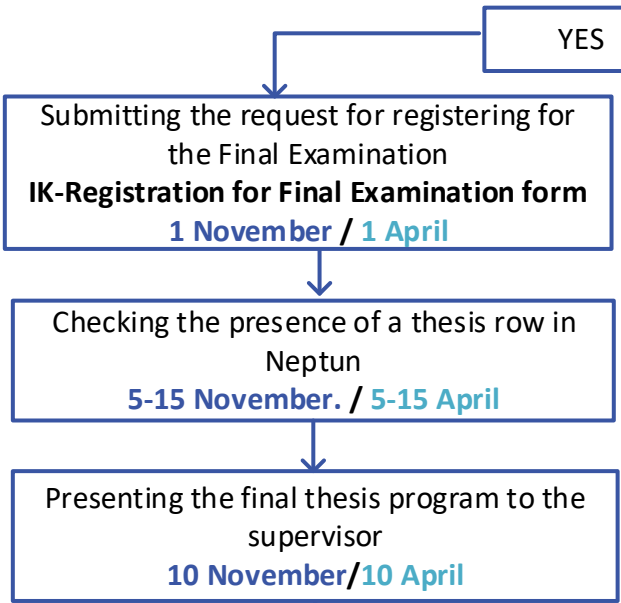 YES
Submitting the request for registering for
the Final Examination
IK-Registration for Final Examination form
1 November / 1 April
Checking the presence of a thesis row in
Neptun
5-15 November. / 5-15 April
Presenting the final thesis program to the
supervisor
10 November/10 April